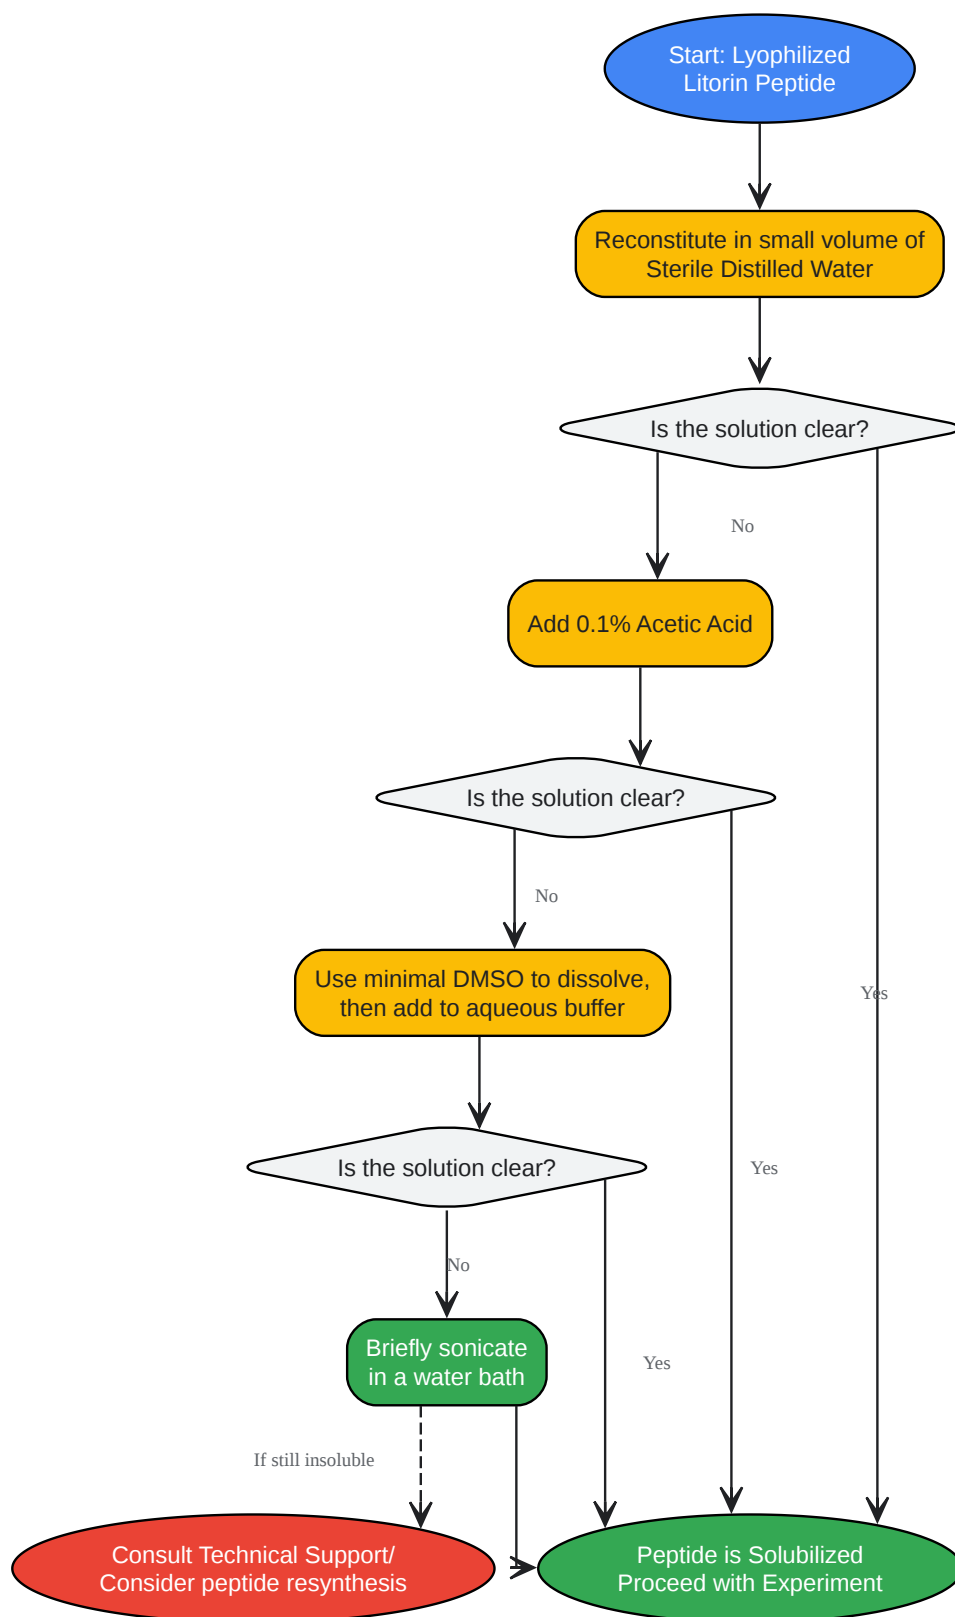 Start: Lyophilized
Litorin Peptide
Reconstitute in small volume of
Sterile Distilled Water
Is the solution clear?
No
Add 0.1% Acetic Acid
Is the solution clear?
No
Use minimal DMSO to dissolve,
then add to aqueous buffer
Yes
Is the solution clear?
Yes
No
Briefly sonicate
in a water bath
Yes
If still insoluble
Consult Technical Support/
Consider peptide resynthesis
Peptide is Solubilized
Proceed with Experiment